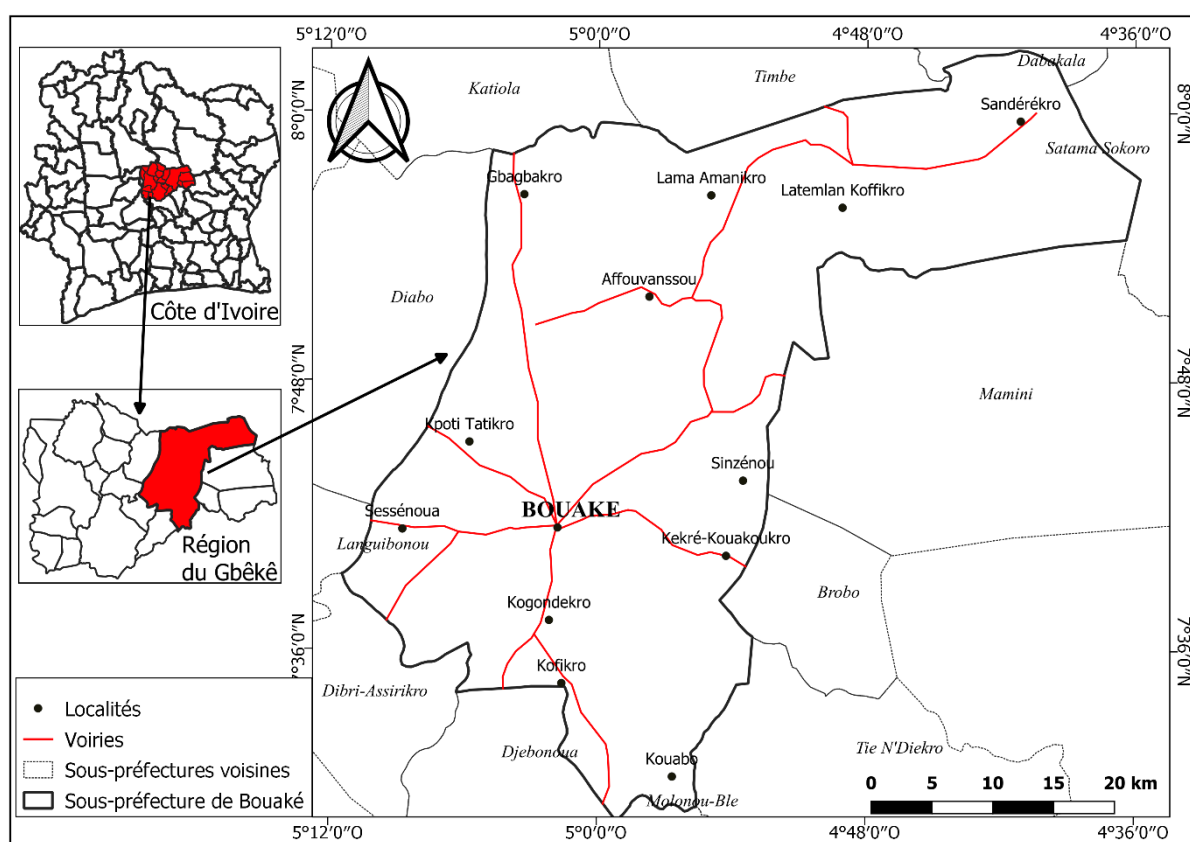 5°12'0''O
5°0'0''O
4°48'0''O
4°36'0''O
Côte d'Ivoire
Région
du Gbêkê
Localités
Voiries
Sous-préfectures voisines
Sous-préfecture de Bouaké
8°0'0''N
7°48'0''N
7°36'0''N
Katiola
Timbe
Dabakala
Sandérékro
Satama Sokoro
Gbagbakro
Lama Amanikro
Latemlan Koffikro
Diabo
Affouvanssou
Mamini
Kpoti Tatikro
Sinzénou
BOUAKE
Sessénoua
Languibonou
Kekré-Kouakoukro
Brobo
Kogondekro
Kofikro
Dibri-Assirikro
Djebonoua
Kouabo
Tie N'Diekro
Molonou-Ble
0 5 10 15 20 km
8°0'0''N
7°48'0''N
7°36'0''N
5°12'0''O
5°0'0''O
4°48'0''O
4°36'0''O